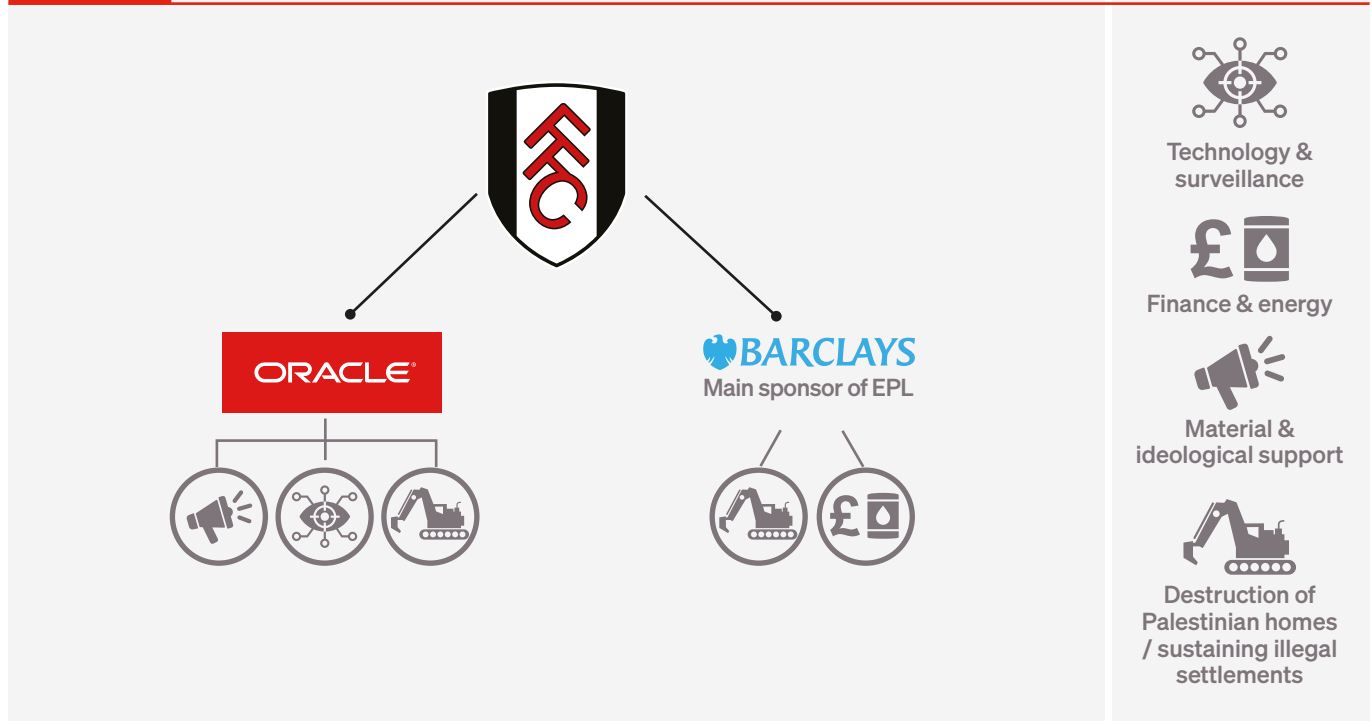 FFC
ORACLE®
BARCLAYS
Main sponsor of EPL
£
Technology &
surveillance
£
Finance & energy
Material &
ideological support
Destruction of
Palestinian homes
/ sustaining illegal
settlements